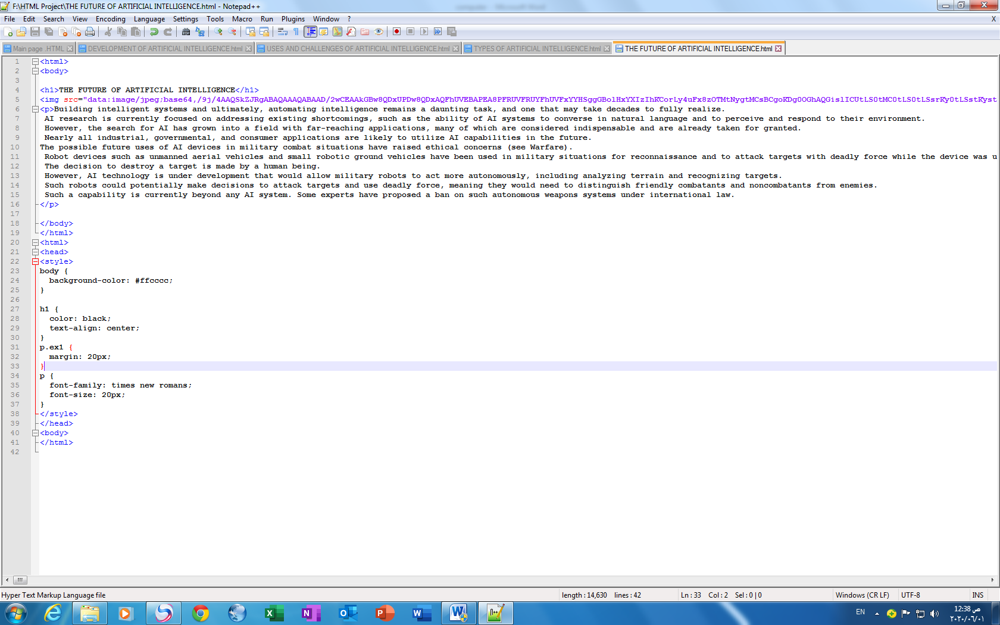 F:\HTML Project\THE FUTURE OF ARTIFICIAL INTELLIGENCE.html - Notepad++
File Edit Search View Encoding Language Settings Tools Macro Run Plugins Window ? X
Main page .HTML DEVELOPMENT OF ARTIFICIAL INTELLIGENCE.html USES AND CHALLENGES OF ARTIFICIAL INTELLIGENCE.html TYPES OF ARTIFICIAL INTELLIGENCE.html THE FUTURE OF ARTIFICIAL INTELLIGENCE.html
1 <html>
2 <body>
3
4 <h1>THE FUTURE OF ARTIFICIAL INTELLIGENCE</h1>
5 <img src="data:image/jpeg;base64,/9j/4AAQSkZJRgABAQAAAQABAAD/2wCEAAkGBw8QDxUPDw8QDxAQFhUVEBAPEA8PFRUVFRUYFhUVFxYYHSggGBolHxYXIzIhKCorLy4uFx8zOTMtNygtMCsBCgoKDg0OGhAQGislICUtLS0tMC0tLS0tLSsrKy0tLSstKyst
6 <p>Building intelligent systems and ultimately, automating intelligence remains a daunting task, and one that may take decades to fully realize.
7 AI research is currently focused on addressing existing shortcomings, such as the ability of AI systems to converse in natural language and to perceive and respond to their environment.
8 However, the search for AI has grown into a field with far-reaching applications, many of which are considered indispensable and are already taken for granted.
9 Nearly all industrial, governmental, and consumer applications are likely to utilize AI capabilities in the future.
10 The possible future uses of AI devices in military combat situations have raised ethical concerns (see Warfare).
11 Robot devices such as unmanned aerial vehicles and small robotic ground vehicles have been used in military situations for reconnaissance and to attack targets with deadly force while the device was u
12 The decision to destroy a target is made by a human being.
13 However, AI technology is under development that would allow military robots to act more autonomously, including analyzing terrain and recognizing targets.
14 Such robots could potentially make decisions to attack targets and use deadly force, meaning they would need to distinguish friendly combatants and noncombatants from enemies.
15 Such a capability is currently beyond any AI system. Some experts have proposed a ban on such autonomous weapons systems under international law.
16 </p>
17
18 </body>
19 </html>
20 <html>
21 <head>
22 <style>
23 body {
24 background-color: #ffcccc;
25 }
26
27 h1 {
28 color: black;
29 text-align: center;
30 }
31 p.ex1 {
32 margin: 20px;
33 }
34 p {
35 font-family: times new romans;
36 font-size: 20px;
37 }
38 </style>
39 </head>
40 <body>
41 </html>
42
Hyper Text Markup Language file length : 14,630 lines : 42 Ln : 33 Col : 2 Sel : 0 | 0 Windows (CR LF) UTF-8 INS
EN 12:38 ص
٢٠٢٠/٠٦/٠١